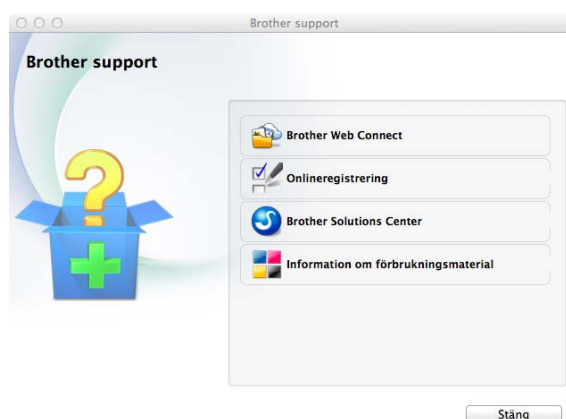 Brother support
Brother support
Brother Web Connect
Onlineregistrering
Brother Solutions Center
Information om förbrukningsmaterial
Stäng